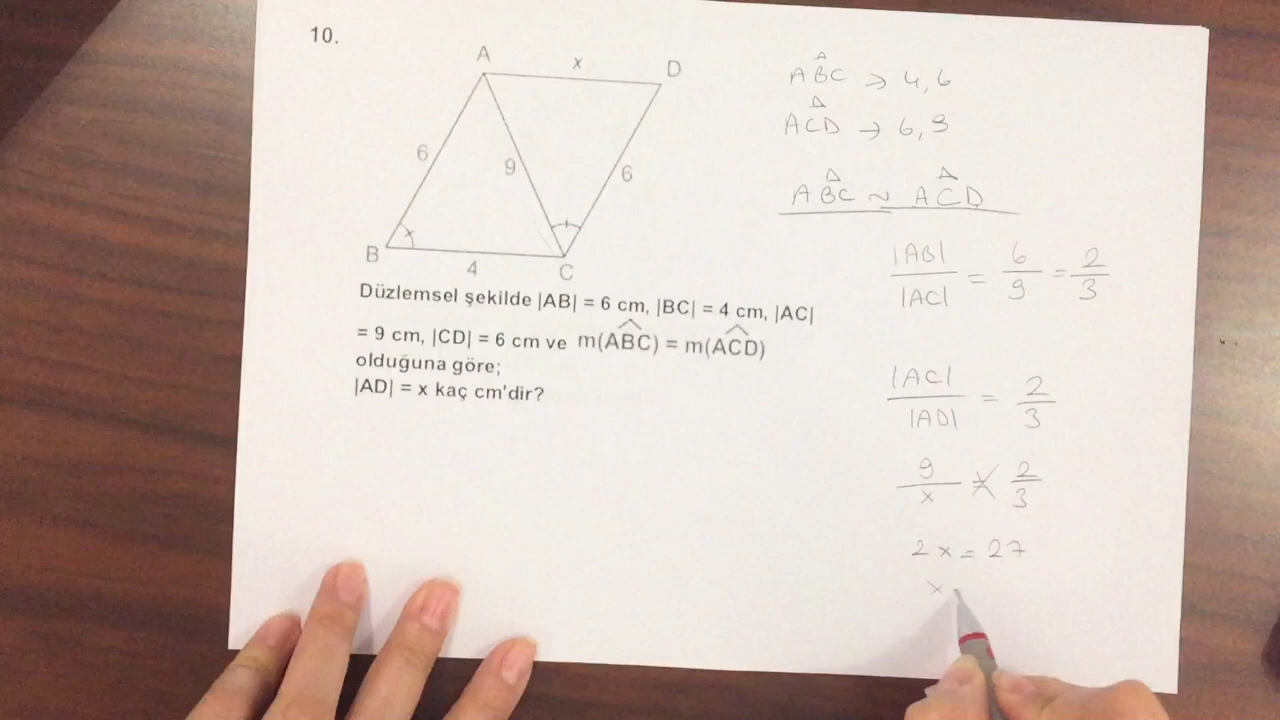 10.
A
x
D
6
9
6
B
4
C
Düzlemsel şekilde |AB| = 6 cm, |BC| = 4 cm, |AC|
= 9 cm, |CD| = 6 cm ve m(ABC) = m(ACD)
olduğuna göre;
|AD| = x kaç cm'dir?
ABC → 4,6
ACD → 6,9
ABC ~ ACD
|AB| / |AC| = 6/9 = 2/3
|AC| / |AD| = 2/3
9/x = 2/3
2x = 27
x